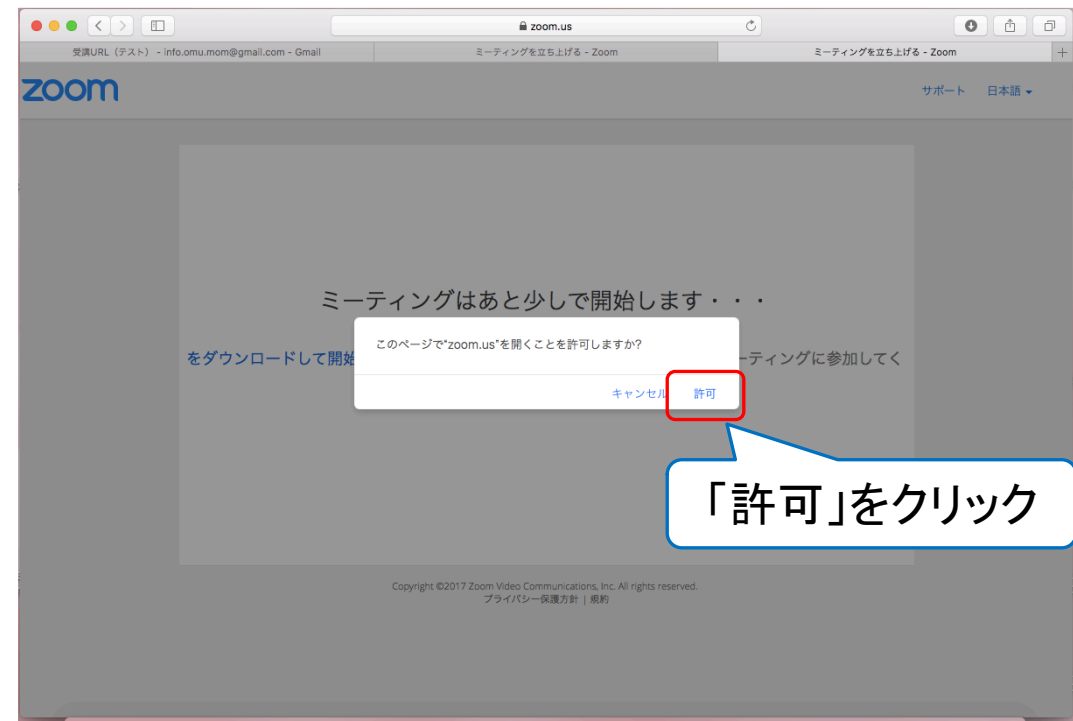 zoom.us
受講URL（テスト） - info.omu.mom@gmail.com - Gmail
ミーティングを立ち上げる - Zoom
ミーティングを立ち上げる - Zoom
zoom
サポート 日本語
ミーティングはあと少しで開始します・・・
をダウンロードして開始
ーティングに参加してく
このページで"zoom.us"を開くことを許可しますか?
キャンセル 許可
「許可」をクリック
Copyright ©2017 Zoom Video Communications, Inc. All rights reserved.
プライバシー保護方針 | 規約